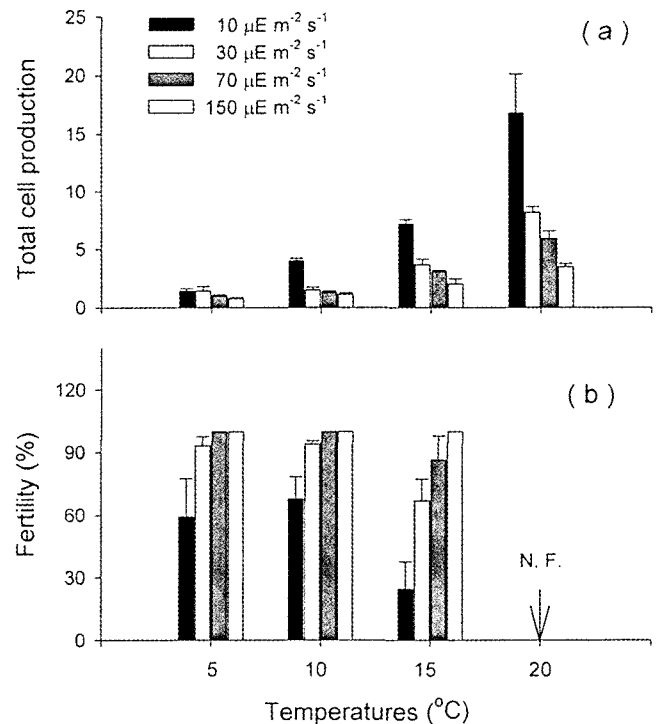 25
20
15
10
5
0
Total cell production
10 µE m⁻² s⁻¹
30 µE m⁻² s⁻¹
70 µE m⁻² s⁻¹
150 µE m⁻² s⁻¹
( a )
120
90
60
30
0
Fertility (%)
( b )
N. F.
5 10 15 20
Temperatures (°C)